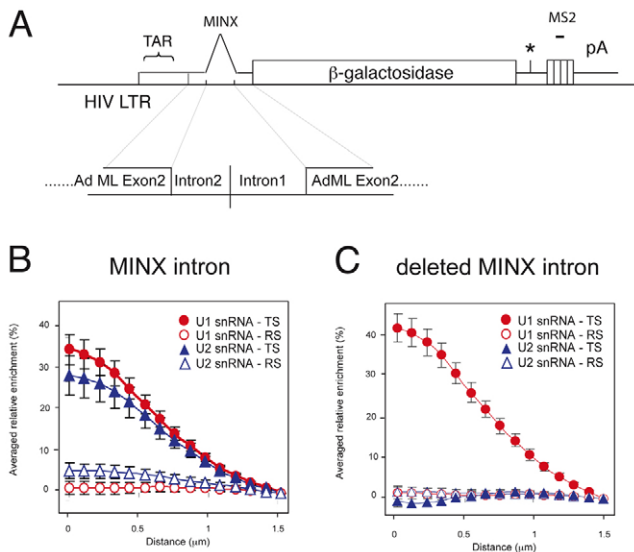 A
MINX
MS2
TAR
*
pA
β-galactosidase
HIV LTR
.......Ad ML Exon2 Intron2 Intron1 AdML Exon2.......
B MINX intron
C deleted MINX intron
Averaged relative enrichment (%)
40
30
20
10
0
U1 snRNA - TS
U1 snRNA - RS
U2 snRNA - TS
U2 snRNA - RS
0 0.5 1 1.5
Distance (μm)
Averaged relative enrichment (%)
40
30
20
10
0
U1 snRNA - TS
U1 snRNA - RS
U2 snRNA - TS
U2 snRNA - RS
0 0.5 1 1.5
Distance (μm)